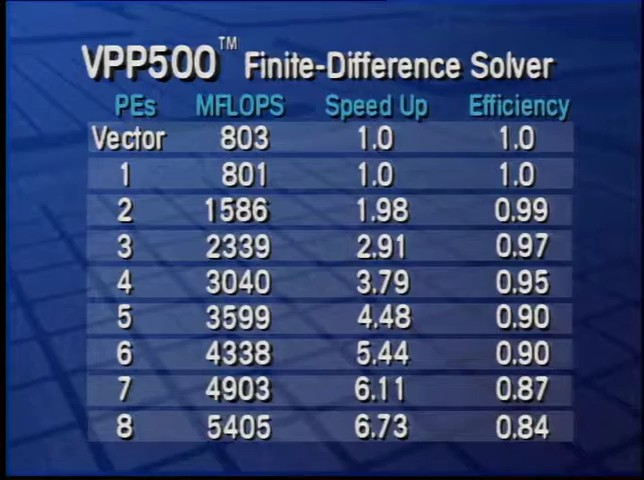 VPP500™ Finite-Difference Solver
PEs MFLOPS Speed Up Efficiency
Vector 803 1.0 1.0
1 801 1.0 1.0
2 1586 1.98 0.99
3 2339 2.91 0.97
4 3040 3.79 0.95
5 3599 4.48 0.90
6 4338 5.44 0.90
7 4903 6.11 0.87
8 5405 6.73 0.84